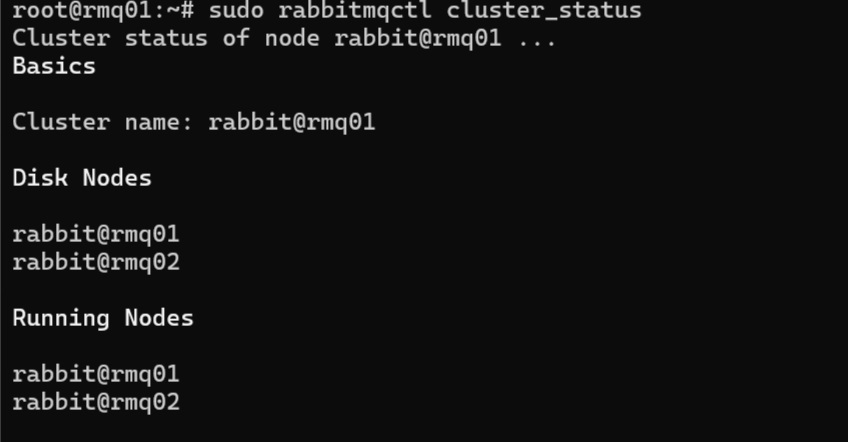 root@rmq01:~# sudo rabbitmqctl cluster_status
Cluster status of node rabbit@rmq01 ...
Basics
Cluster name: rabbit@rmq01
Disk Nodes
rabbit@rmq01
rabbit@rmq02
Running Nodes
rabbit@rmq01
rabbit@rmq02